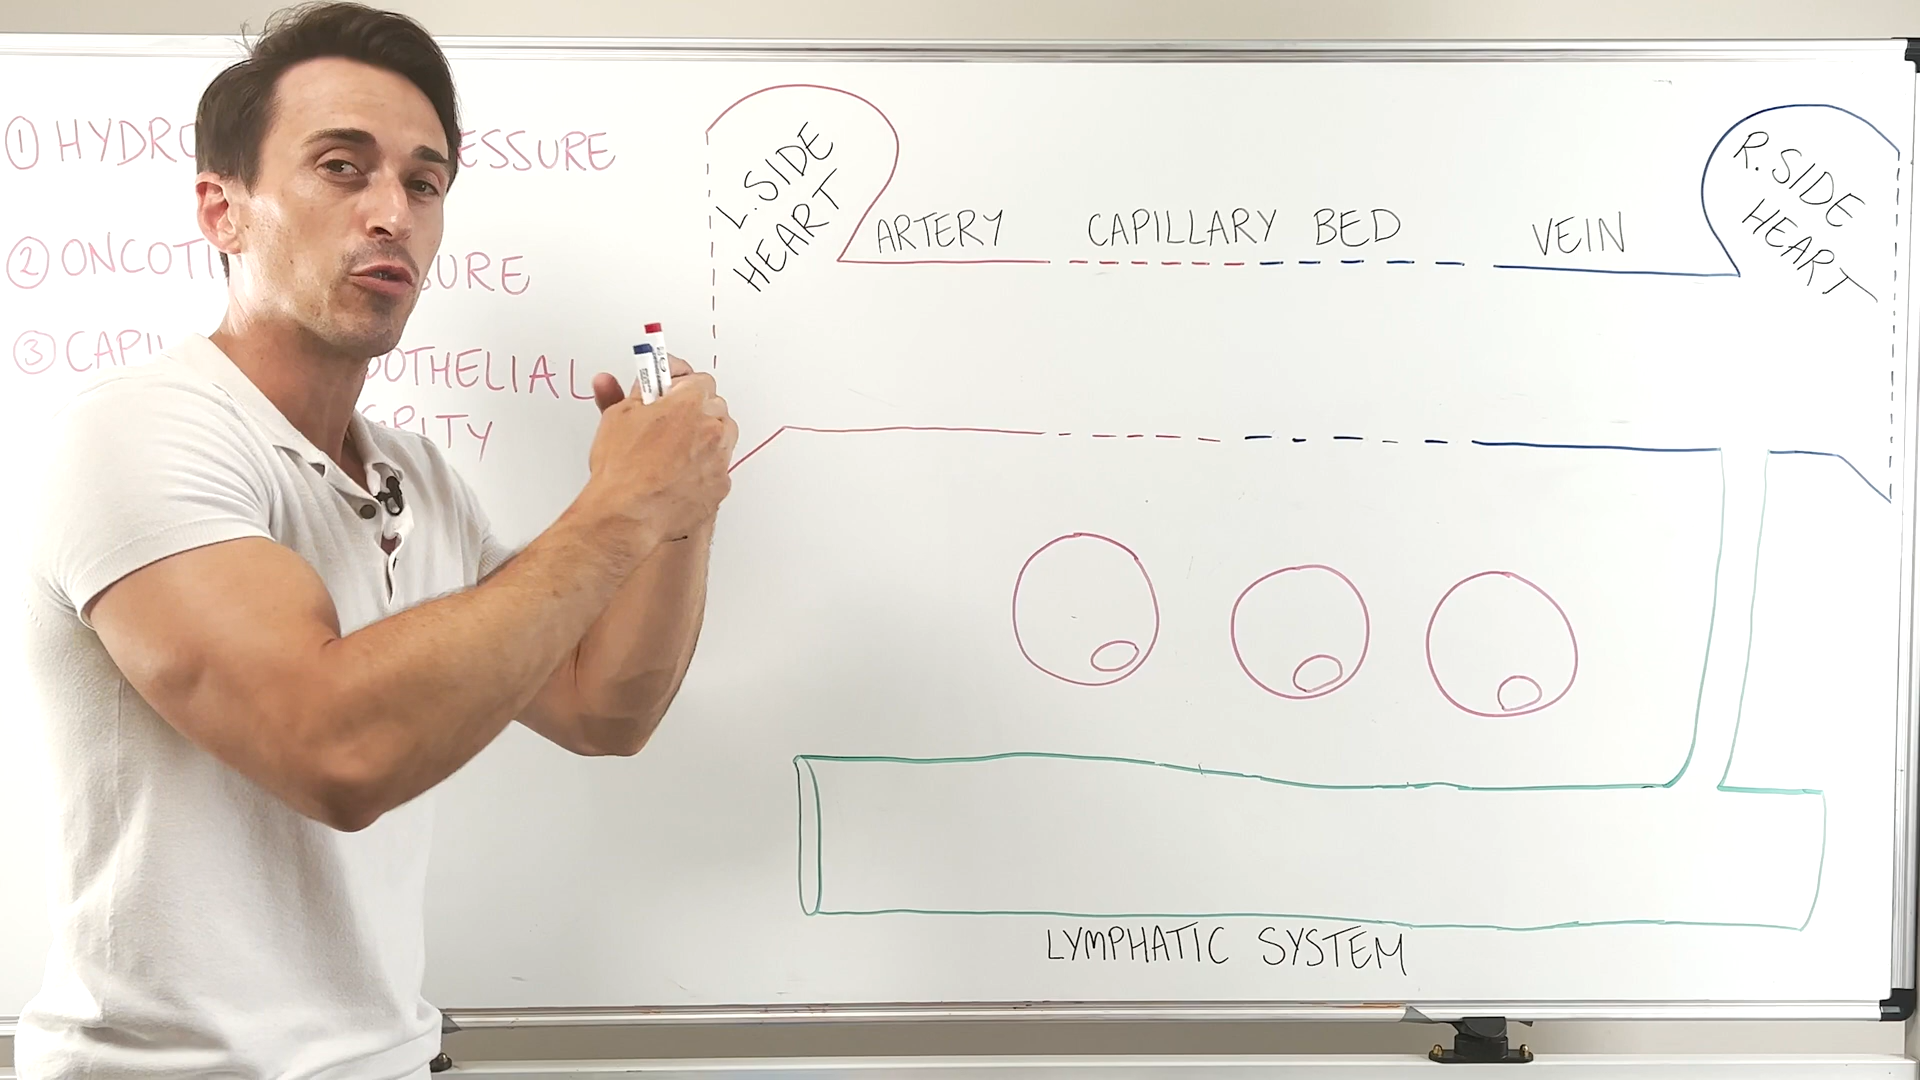 ① HYDRO ESSURE
② ONCOTI SURE
③ CAPI OTHELIAL
GRITY
L. SIDE
HEART
ARTERY
CAPILLARY BED
VEIN
R. SIDE
HEART
LYMPHATIC SYSTEM